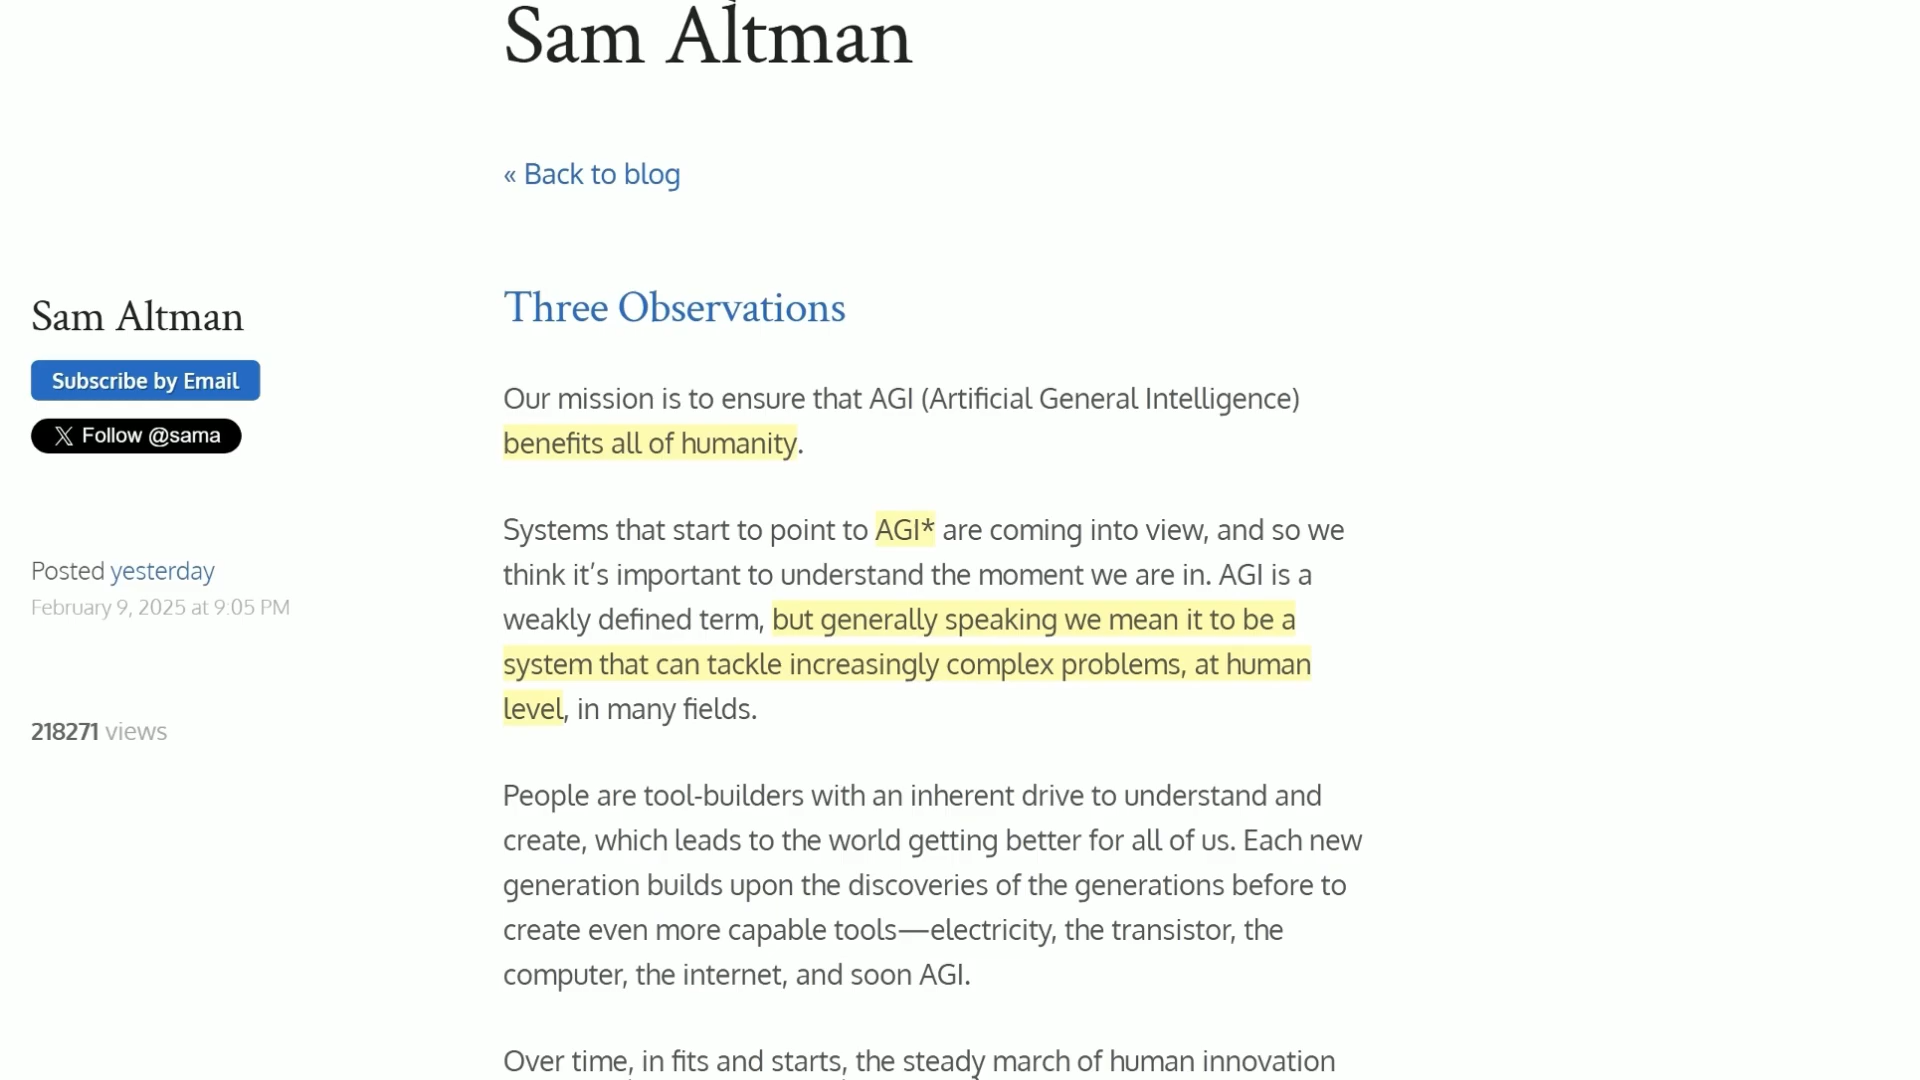 Sam Altman
« Back to blog
Sam Altman
Subscribe by Email
Follow @sama
Posted yesterday
February 9, 2025 at 9:05 PM
218271 views
Three Observations
Our mission is to ensure that AGI (Artificial General Intelligence)
benefits all of humanity.
Systems that start to point to AGI* are coming into view, and so we
think it’s important to understand the moment we are in. AGI is a
weakly defined term, but generally speaking we mean it to be a
system that can tackle increasingly complex problems, at human
level, in many fields.
People are tool-builders with an inherent drive to understand and
create, which leads to the world getting better for all of us. Each new
generation builds upon the discoveries of the generations before to
create even more capable tools—electricity, the transistor, the
computer, the internet, and soon AGI.
Over time, in fits and starts, the steady march of human innovation